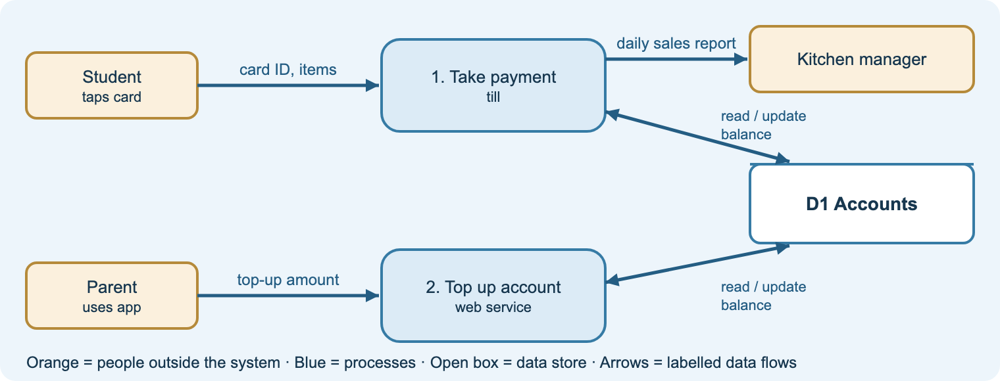 Student
taps card
card ID, items
1. Take payment
till
daily sales report
Kitchen manager
read / update
balance
D1 Accounts
Parent
uses app
top-up amount
2. Top up account
web service
read / update
balance
Orange = people outside the system · Blue = processes · Open box = data store · Arrows = labelled data flows